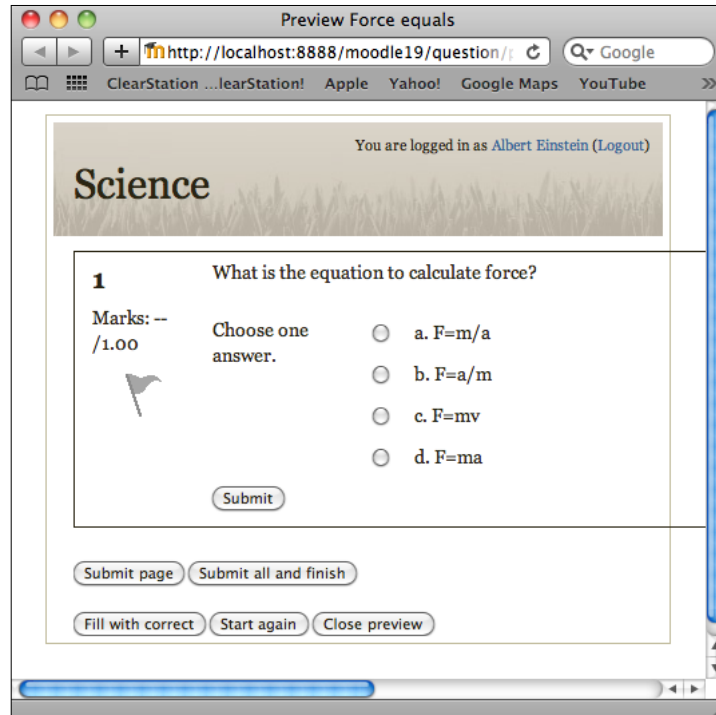 Preview Force equals
http://localhost:8888/moodle19/question/
Google
ClearStation ...learStation! Apple Yahoo! Google Maps YouTube
You are logged in as Albert Einstein (Logout)
Science
1
What is the equation to calculate force?
Marks: --
/1.00
Choose one
answer.
a. F=m/a
b. F=a/m
c. F=mv
d. F=ma
Submit
Submit page Submit all and finish
Fill with correct Start again Close preview